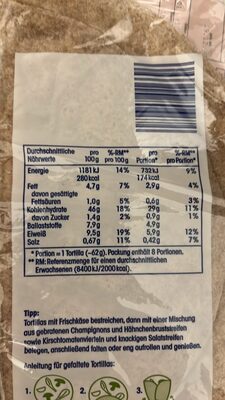 Durchschnittliche pro %-RM** pro %-RM**
Nährwerte 100g pro 100g Portion* pro Portion*
Energie 1181kJ 14% 732kJ 9%
280kcal 174kcal
Fett 4,7g 7% 2,9g 4%
davon gesättigte
Fettsäuren 1,0g 5% 0,6g 3%
Kohlenhydrate 46g 18% 29g 11%
davon Zucker 1,4g 2% 0,9g 1%
Ballaststoffe 7,9g 4,9g
Eiweiß 9,5g 19% 5,9g 12%
Salz 0,67g 11% 0,42g 7%
* Portion = 1 Tortilla (~62g). Packung enthält 8 Portionen.
** RM: Referenzmenge für einen durchschnittlichen
Erwachsenen (8400kJ/2000kcal).
Tipp:
Tortillas mit Frischkäse bestreichen, dann mit einer Mischung
aus gebratenen Champignons und Hähnchenbruststreifen
sowie Kirschtomatenvierteln und knackigen Salatstreifen
belegen, anschließend falten oder eng aufrollen und genießen.
Anleitung für gefaltete Tortillas:
1. 2. 3.